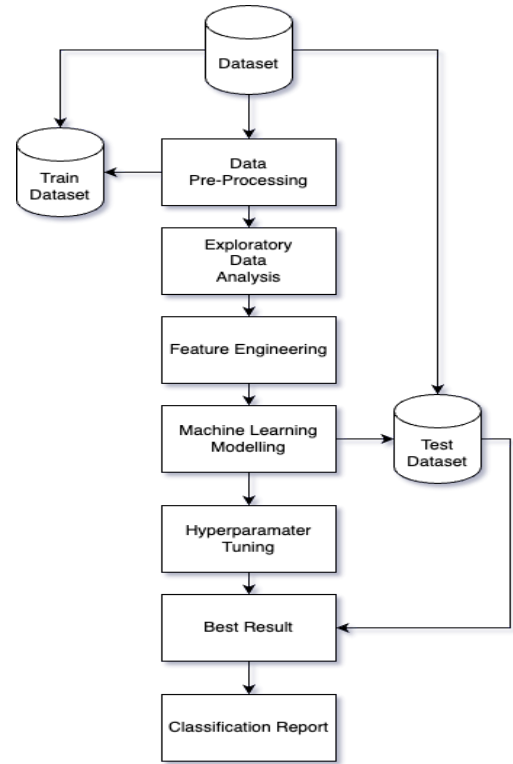 Dataset
Train
Dataset
Data
Pre-Processing
Exploratory
Data
Analysis
Feature Engineering
Machine Learning
Modelling
Test
Dataset
Hyperparamater
Tuning
Best Result
Classification Report